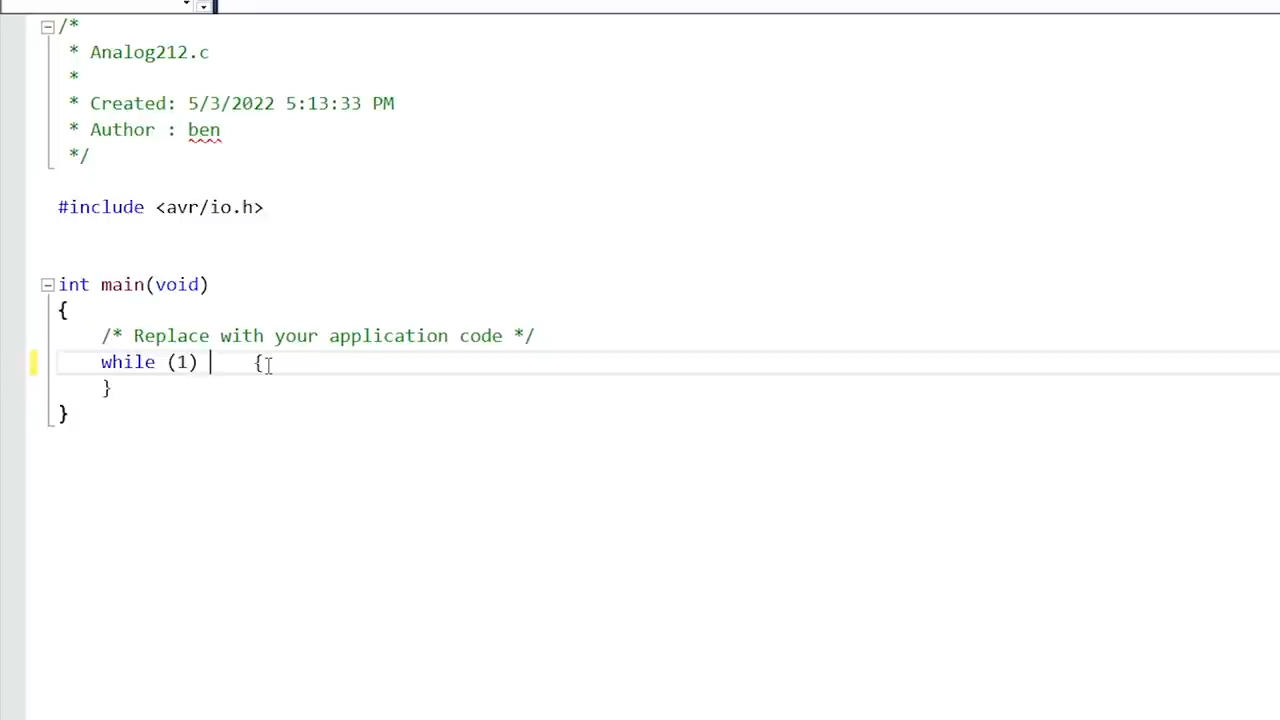 /*
 * Analog212.c
 *
 * Created: 5/3/2022 5:13:33 PM
 * Author : ben
 */
#include <avr/io.h>
int main(void)
{
    /* Replace with your application code */
    while (1)     {
    }
}